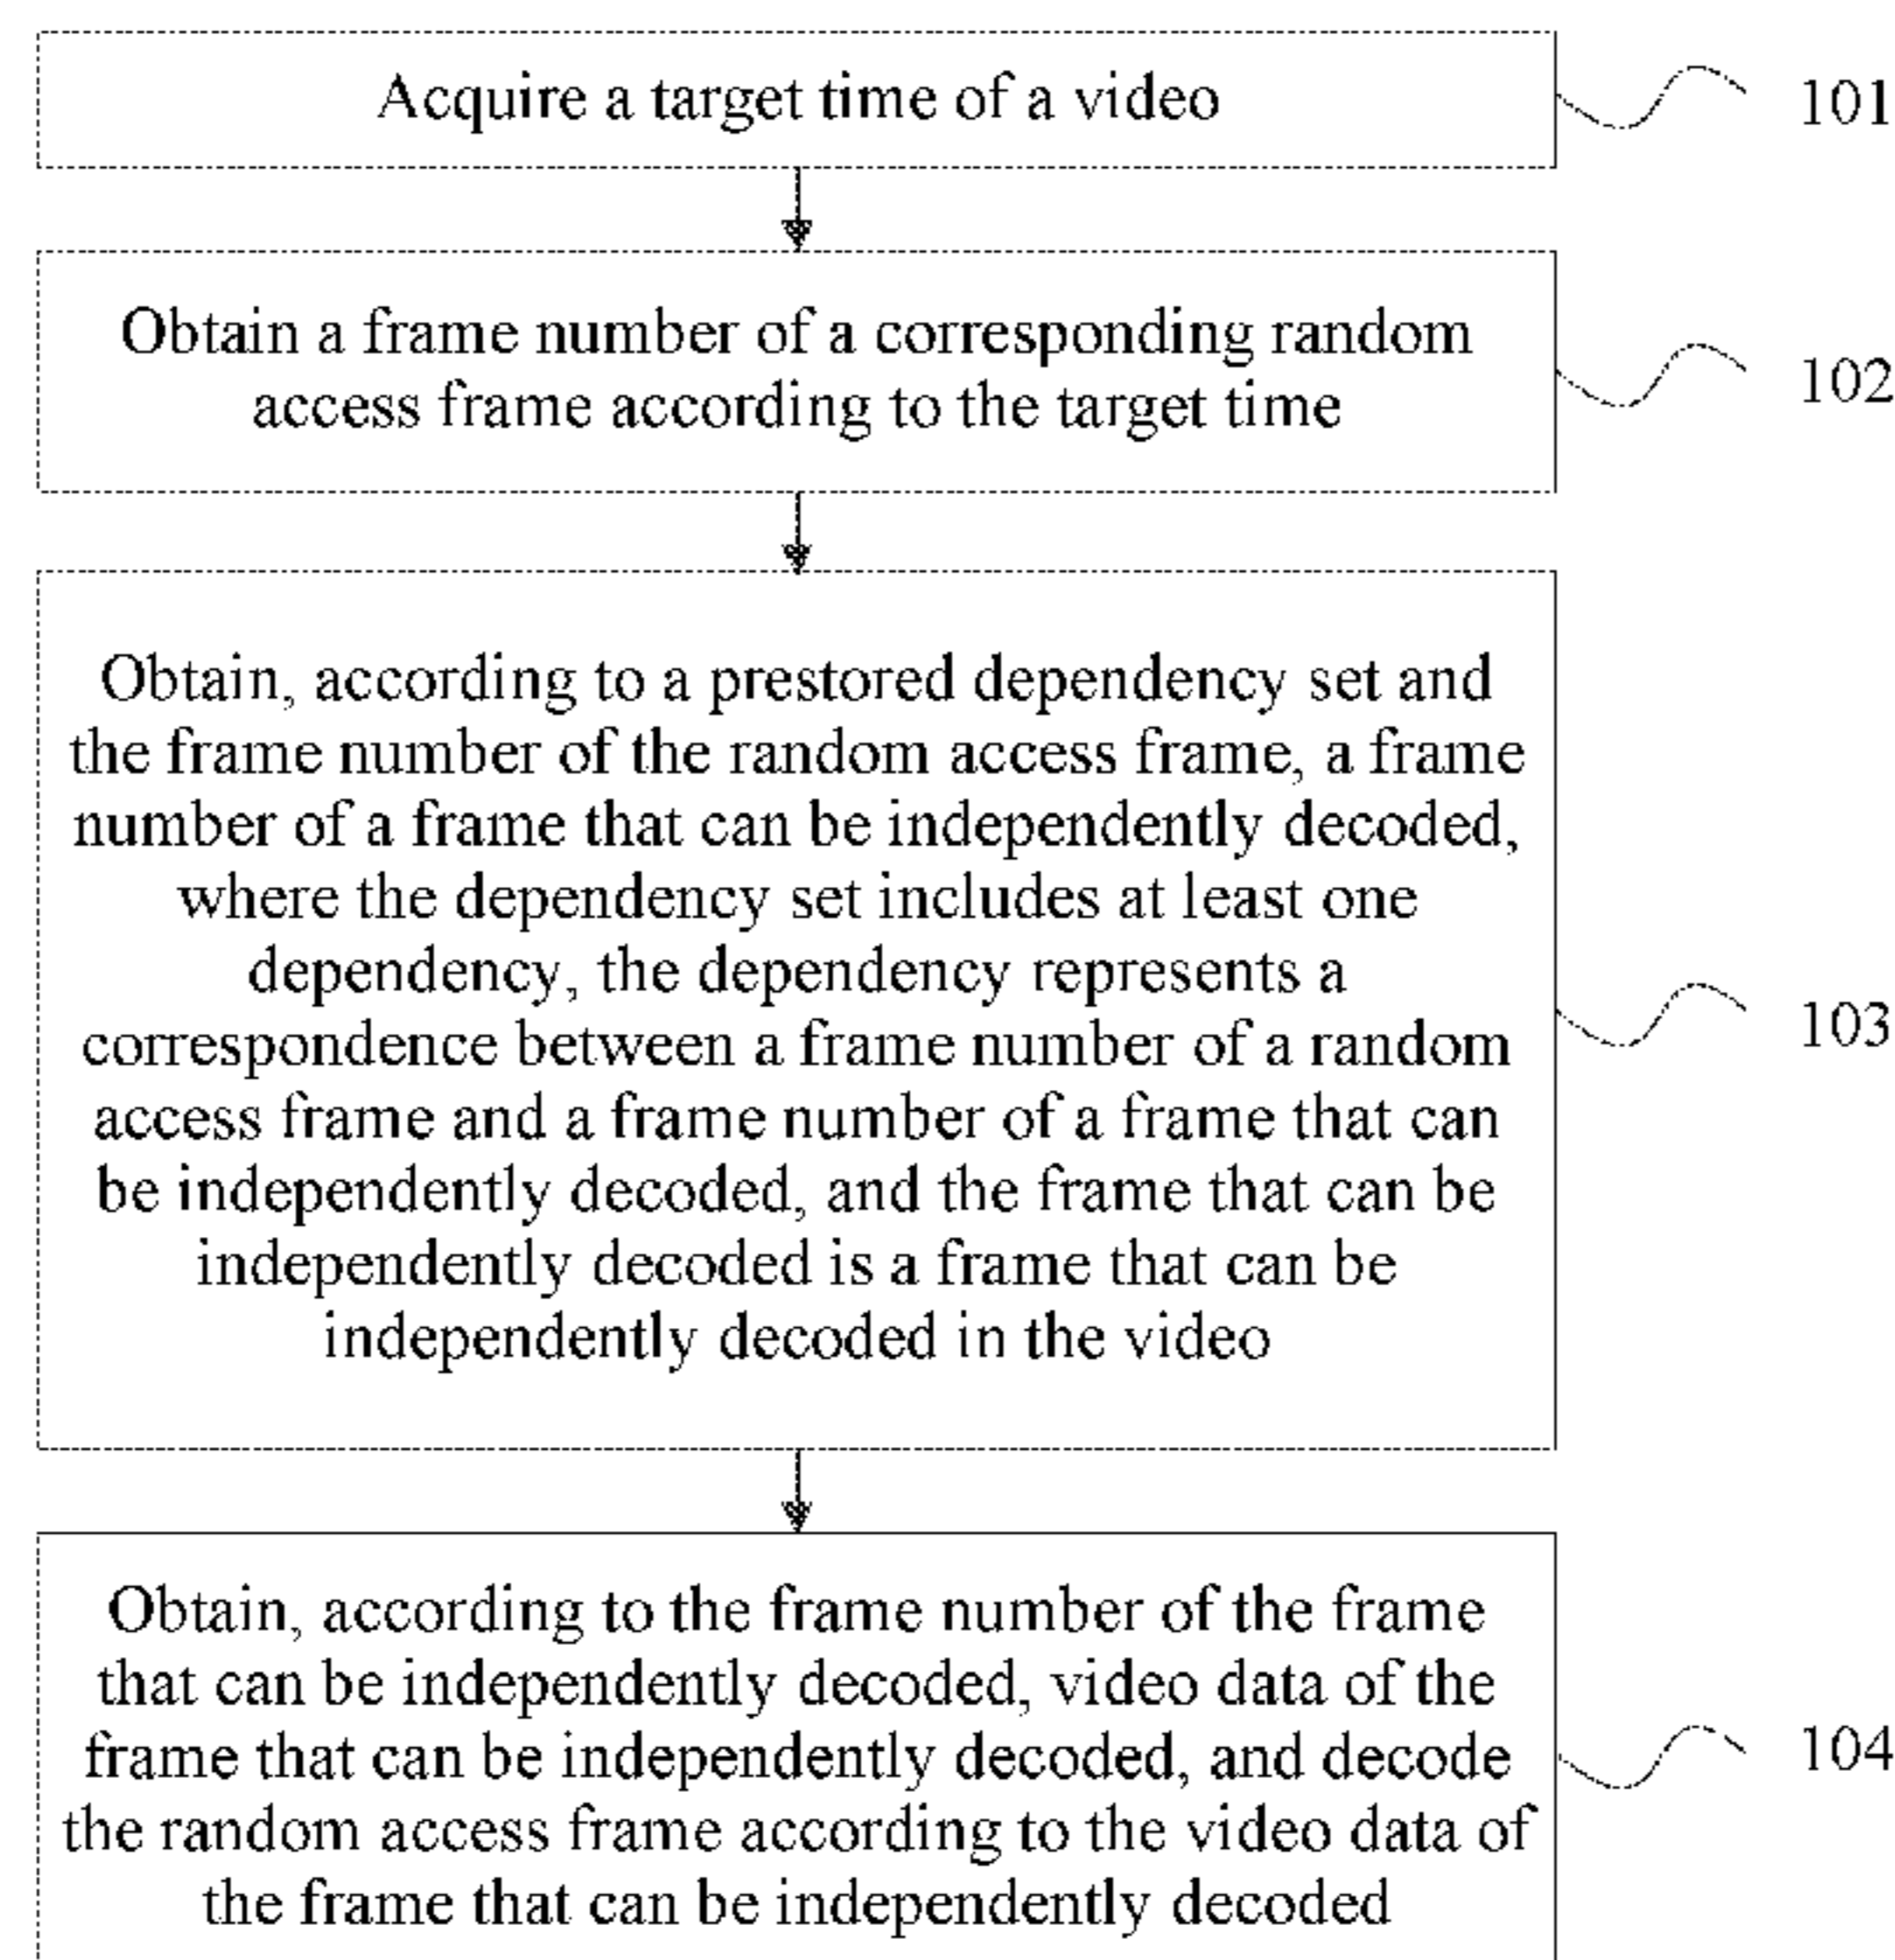 Acquire a target time of a video
101
Obtain a frame number of a corresponding random
access frame according to the target time
102
Obtain, according to a prestored dependency set and
the frame number of the random access frame, a frame
number of a frame that can be independently decoded,
where the dependency set includes at least one
dependency, the dependency represents a
correspondence between a frame number of a random
access frame and a frame number of a frame that can
be independently decoded, and the frame that can be
independently decoded is a frame that can be
independently decoded in the video
103
Obtain, according to the frame number of the frame
that can be independently decoded, video data of the
frame that can be independently decoded, and decode
the random access frame according to the video data of
the frame that can be independently decoded
104